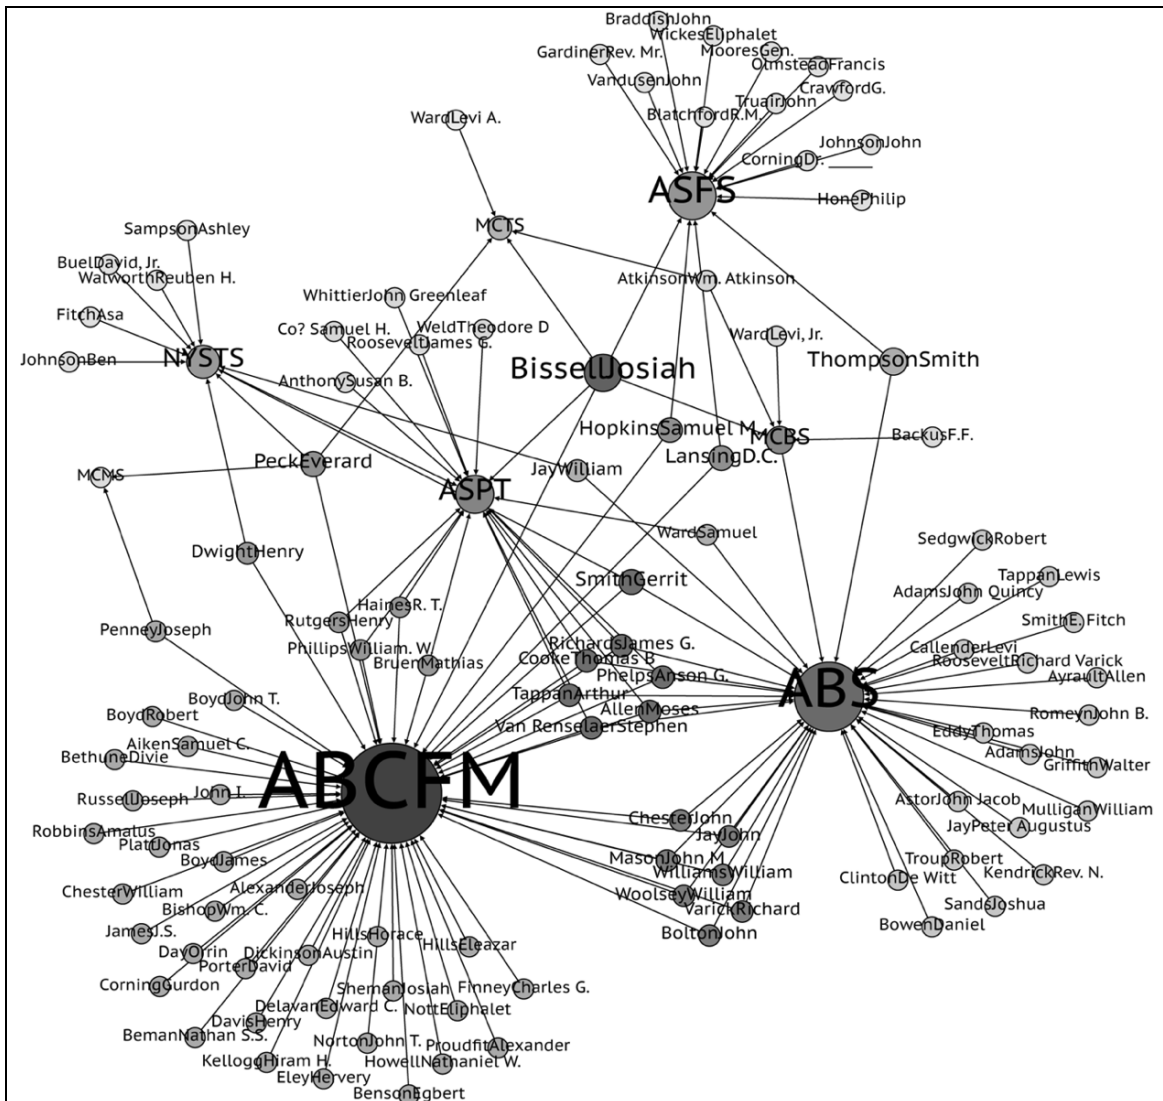 BraddishJohn
WickesEliphalet
GardinerRev. Mr.
MooresGen. ____
OlmsteadFrancis
VandusenJohn
CrawfordG.
TruairJohn
BlatchfordR.M.
WardLevi A.
JohnsonJohn
CorningDr. ____
ASFS
HonePhilip
MCTS
SampsonAshley
BuelDavid, Jr.
WalworthReuben H.
AtkinsonWm. Atkinson
WhittierJohn Greenleaf
FitchAsa
Co? Samuel H.
WeldTheodore D
RooseveltJames G.
WardLevi, Jr.
JohnsonBen
NYSTS
ThompsonSmith
BissellJosiah
AnthonySusan B.
HopkinsSamuel M.
MCBS
BackusF.F.
LansingD.C.
PeckEverard
JayWilliam
MCMS
ASPT
WardSamuel
SedgwickRobert
DwightHenry
SmithGerrit
TappanLewis
AdamsJohn Quincy
HainesR. T.
RutgersHenry
SmithE. Fitch
PenneyJoseph
RichardsJames G.
PhillipsWilliam. W.
CallenderLevi
CookeThomas B
RooseveltRichard Varick
BruenMathias
PhelpsAnson G.
AyraultAllen
ABS
TappanArthur
BoydJohn T.
AllenMoses
BoydRobert
RomeynJohn B.
Van RensselaerStephen
EddyThomas
AikenSamuel C.
AdamsJohn
BethuneDivie
GriffithWalter
ABCFM
John I.
RussellJoseph
AstorJohn Jacob
MulliganWilliam
ChesterJohn
JayPeter Augustus
RobbinsAmatus
JayJohn
PlattJonas
BoydJames
MasonJohn M
TroupRobert
WilliamsWilliam
KendrickRev. N.
ClintonDe Witt
AlexanderJoseph
ChesterWilliam
WoolseyWilliam
SandsJoshua
BishopWm. C.
VarickRichard
BowenDaniel
JamesJ.S.
HillsHorace
BoltonJohn
HillsEleazar
DayOrrin
DickinsonAustin
PorterDavid
CorningGurdon
ShemanJosiah
FinneyCharles G.
DelavanEdward C.
NottEliphalet
DavisHenry
BemanNathan S.S.
NortonJohn T.
ProudfitAlexander
KelloggHiram H.
HowellNathaniel W.
EleyHervery
BensonEgbert